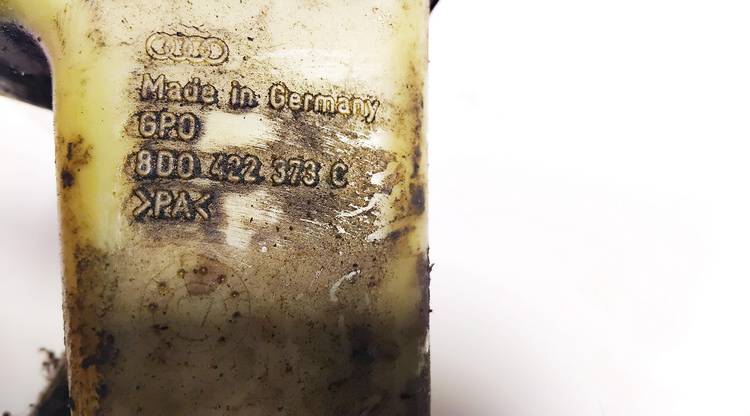 Made in Germany
GPO
8D0 422 373 C
>PA<